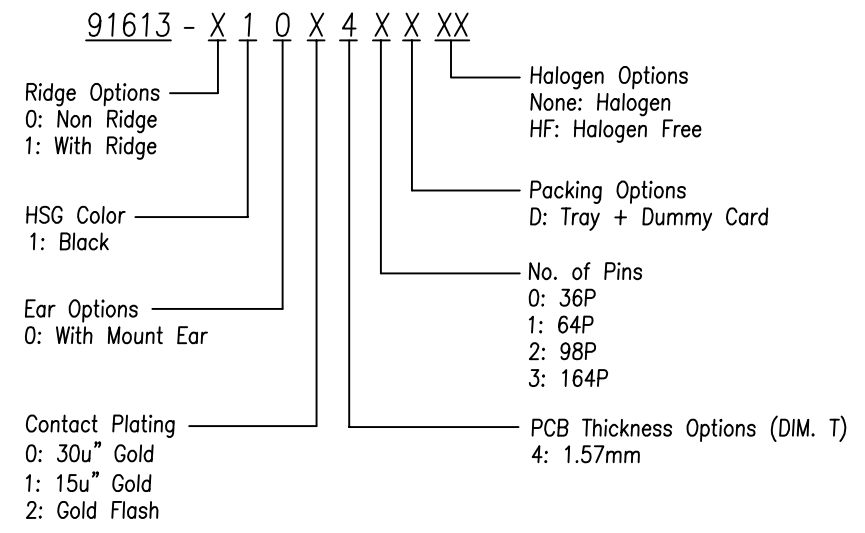 91613 - X 1 0 X 4 X X XX
Ridge Options
0: Non Ridge
1: With Ridge
HSG Color
1: Black
Ear Options
0: With Mount Ear
Contact Plating
0: 30u” Gold
1: 15u” Gold
2: Gold Flash
Halogen Options
None: Halogen
HF: Halogen Free
Packing Options
D: Tray + Dummy Card
No. of Pins
0: 36P
1: 64P
2: 98P
3: 164P
PCB Thickness Options (DIM. T)
4: 1.57mm